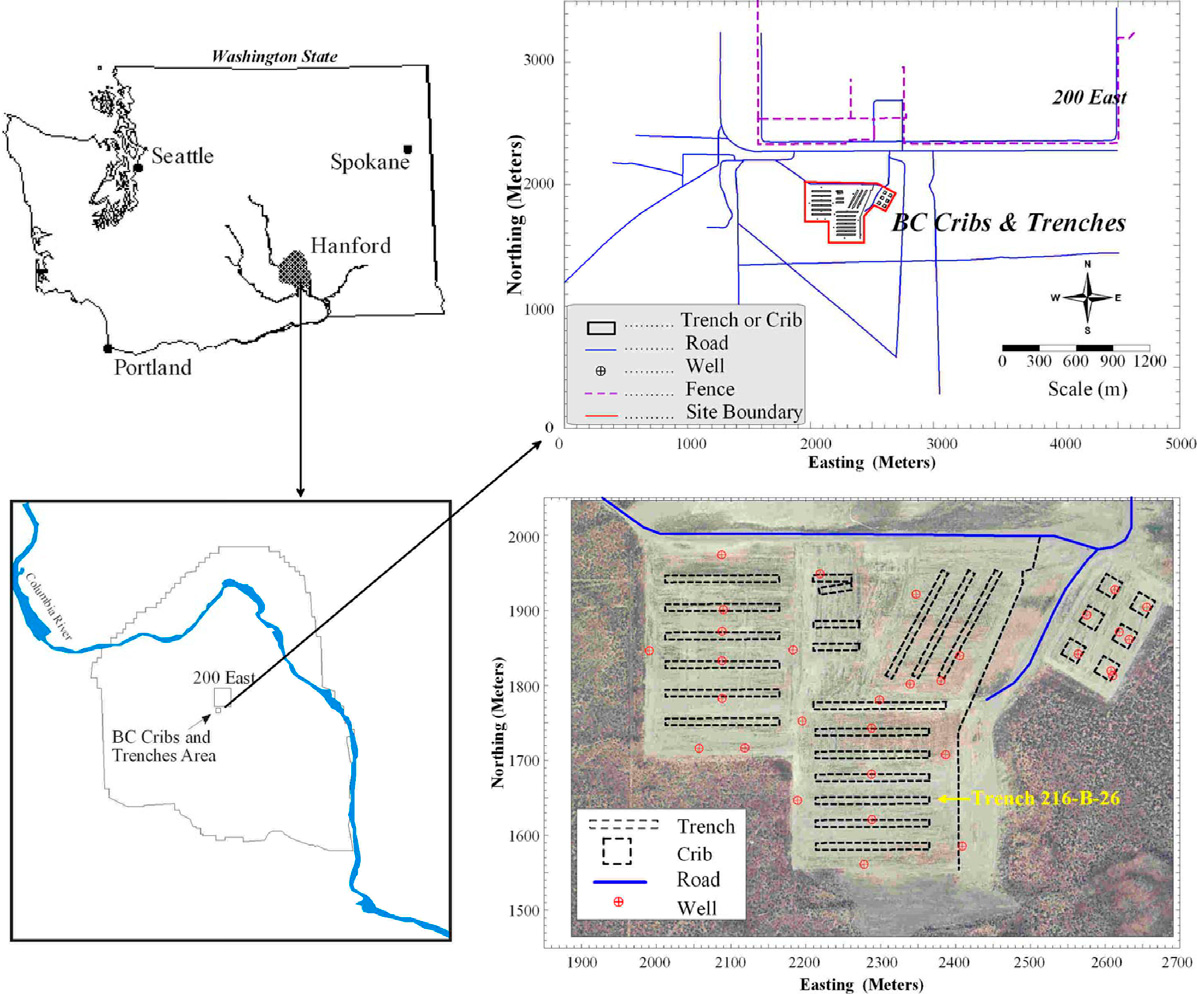 Washington State
Seattle
Spokane
Hanford
Portland
3000
2000
1000
0
Northing (Meters)
200 East
BC Cribs & Trenches
N
W
E
S
0 300 600 900 1200
Scale (m)
.......... Trench or Crib
.......... Road
.......... Well
.......... Fence
.......... Site Boundary
0 1000 2000 3000 4000 5000
Easting (Meters)
Columbia River
200 East
BC Cribs and
Trenches Area
2000
1900
1800
1700
1600
1500
Northing (Meters)
Trench 216-B-26
Trench
Crib
Road
Well
1900 2000 2100 2200 2300 2400 2500 2600 2700
Easting (Meters)